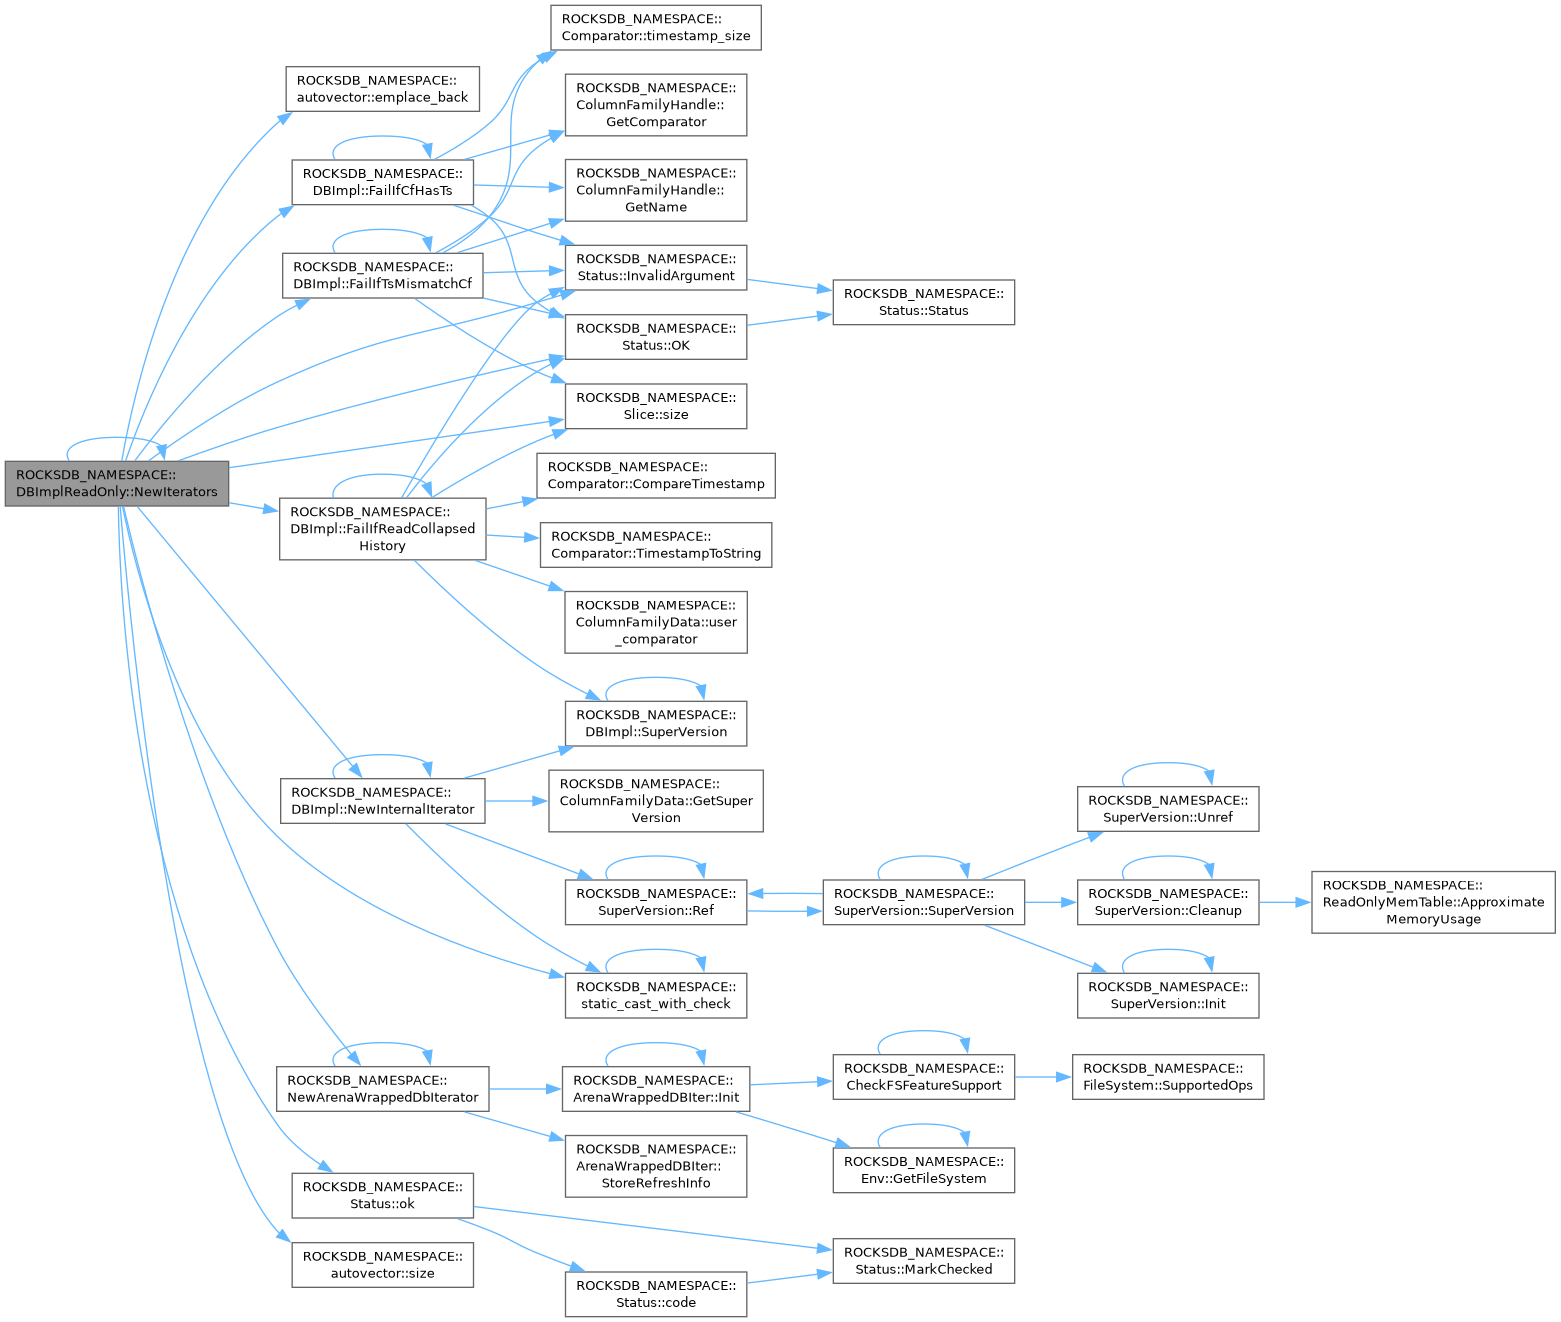 ROCKSDB_NAMESPACE::
DBImplReadOnly::NewIterators
ROCKSDB_NAMESPACE::
autovector::emplace_back
ROCKSDB_NAMESPACE::
DBImpl::FailIfCfHasTs
ROCKSDB_NAMESPACE::
DBImpl::FailIfTsMismatchCf
ROCKSDB_NAMESPACE::
DBImpl::FailIfReadCollapsed
History
ROCKSDB_NAMESPACE::
DBImpl::NewInternalIterator
ROCKSDB_NAMESPACE::
NewArenaWrappedDbIterator
ROCKSDB_NAMESPACE::
Status::ok
ROCKSDB_NAMESPACE::
autovector::size
ROCKSDB_NAMESPACE::
Comparator::timestamp_size
ROCKSDB_NAMESPACE::
ColumnFamilyHandle::
GetComparator
ROCKSDB_NAMESPACE::
ColumnFamilyHandle::
GetName
ROCKSDB_NAMESPACE::
Status::InvalidArgument
ROCKSDB_NAMESPACE::
Status::OK
ROCKSDB_NAMESPACE::
Slice::size
ROCKSDB_NAMESPACE::
Comparator::CompareTimestamp
ROCKSDB_NAMESPACE::
Comparator::TimestampToString
ROCKSDB_NAMESPACE::
ColumnFamilyData::user
_comparator
ROCKSDB_NAMESPACE::
DBImpl::SuperVersion
ROCKSDB_NAMESPACE::
ColumnFamilyData::GetSuper
Version
ROCKSDB_NAMESPACE::
SuperVersion::Ref
ROCKSDB_NAMESPACE::
static_cast_with_check
ROCKSDB_NAMESPACE::
ArenaWrappedDBIter::Init
ROCKSDB_NAMESPACE::
ArenaWrappedDBIter::
StoreRefreshInfo
ROCKSDB_NAMESPACE::
Status::code
ROCKSDB_NAMESPACE::
Status::Status
ROCKSDB_NAMESPACE::
SuperVersion::SuperVersion
ROCKSDB_NAMESPACE::
CheckFSFeatureSupport
ROCKSDB_NAMESPACE::
Env::GetFileSystem
ROCKSDB_NAMESPACE::
Status::MarkChecked
ROCKSDB_NAMESPACE::
SuperVersion::Unref
ROCKSDB_NAMESPACE::
SuperVersion::Cleanup
ROCKSDB_NAMESPACE::
SuperVersion::Init
ROCKSDB_NAMESPACE::
FileSystem::SupportedOps
ROCKSDB_NAMESPACE::
ReadOnlyMemTable::Approximate
MemoryUsage